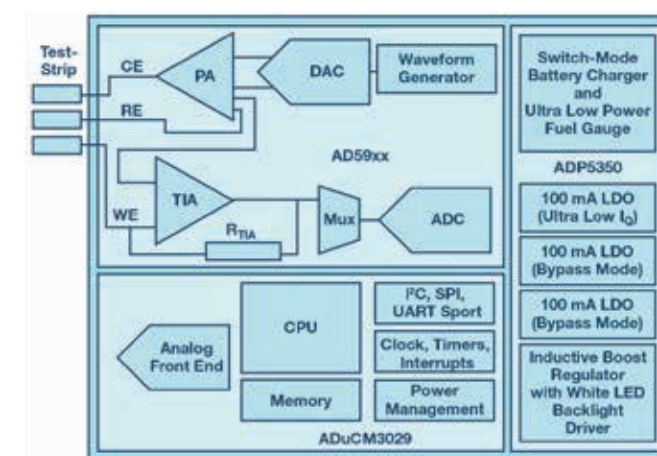 Test-
Strip
CE
RE
WE
PA
DAC
Waveform
Generator
AD59xx
TIA
R_TIA
Mux
ADC
Analog
Front End
CPU
Memory
I²C, SPI,
UART Sport
Clock, Timers,
Interrupts
Power
Management
ADuCM3029
Switch-Mode
Battery Charger
and
Ultra Low Power
Fuel Gauge
ADP5350
100 mA LDO
(Ultra Low I_Q)
100 mA LDO
(Bypass Mode)
100 mA LDO
(Bypass Mode)
Inductive Boost
Regulator
with White LED
Backlight
Driver